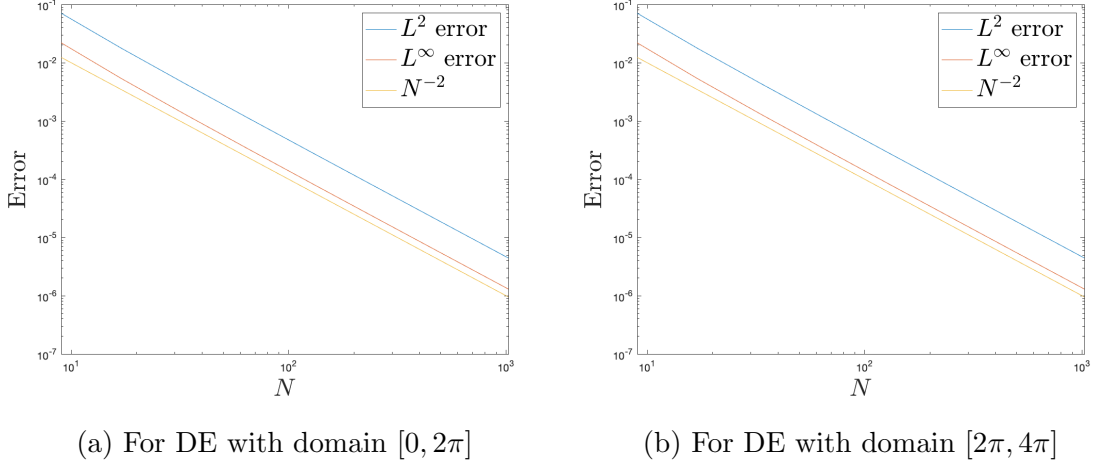 10^{-1}
10^{-2}
10^{-3}
10^{-4}
10^{-5}
10^{-6}
10^{-7}
Error
10^1
10^2
10^3
N
L^2 error
L^∞ error
N^{-2}
(a) For DE with domain [0, 2π]
10^{-1}
10^{-2}
10^{-3}
10^{-4}
10^{-5}
10^{-6}
10^{-7}
Error
10^1
10^2
10^3
N
L^2 error
L^∞ error
N^{-2}
(b) For DE with domain [2π, 4π]